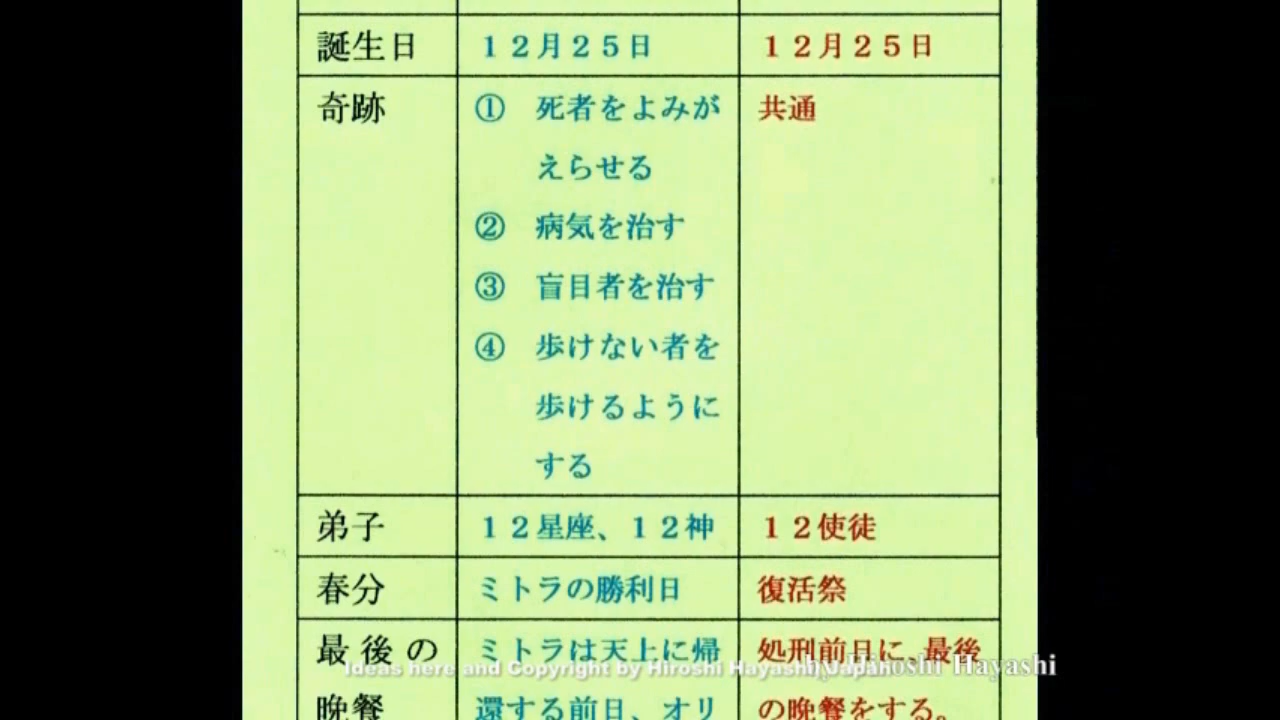 誕生日 12月25日 12月25日
奇跡 ① 死者をよみが 共通
えらせる
② 病気を治す
③ 盲目者を治す
④ 歩けない者を
歩けるように
する
弟子 12星座、12神 12使徒
春分 ミトラの勝利日 復活祭
最後の ミトラは天上に帰 処刑前日に、最後
Ideas here and Copyright by Hiroshi Hayashi, Japan
by Hiroshi Hayashi
晩餐 還する前日、オリ の晩餐をする。